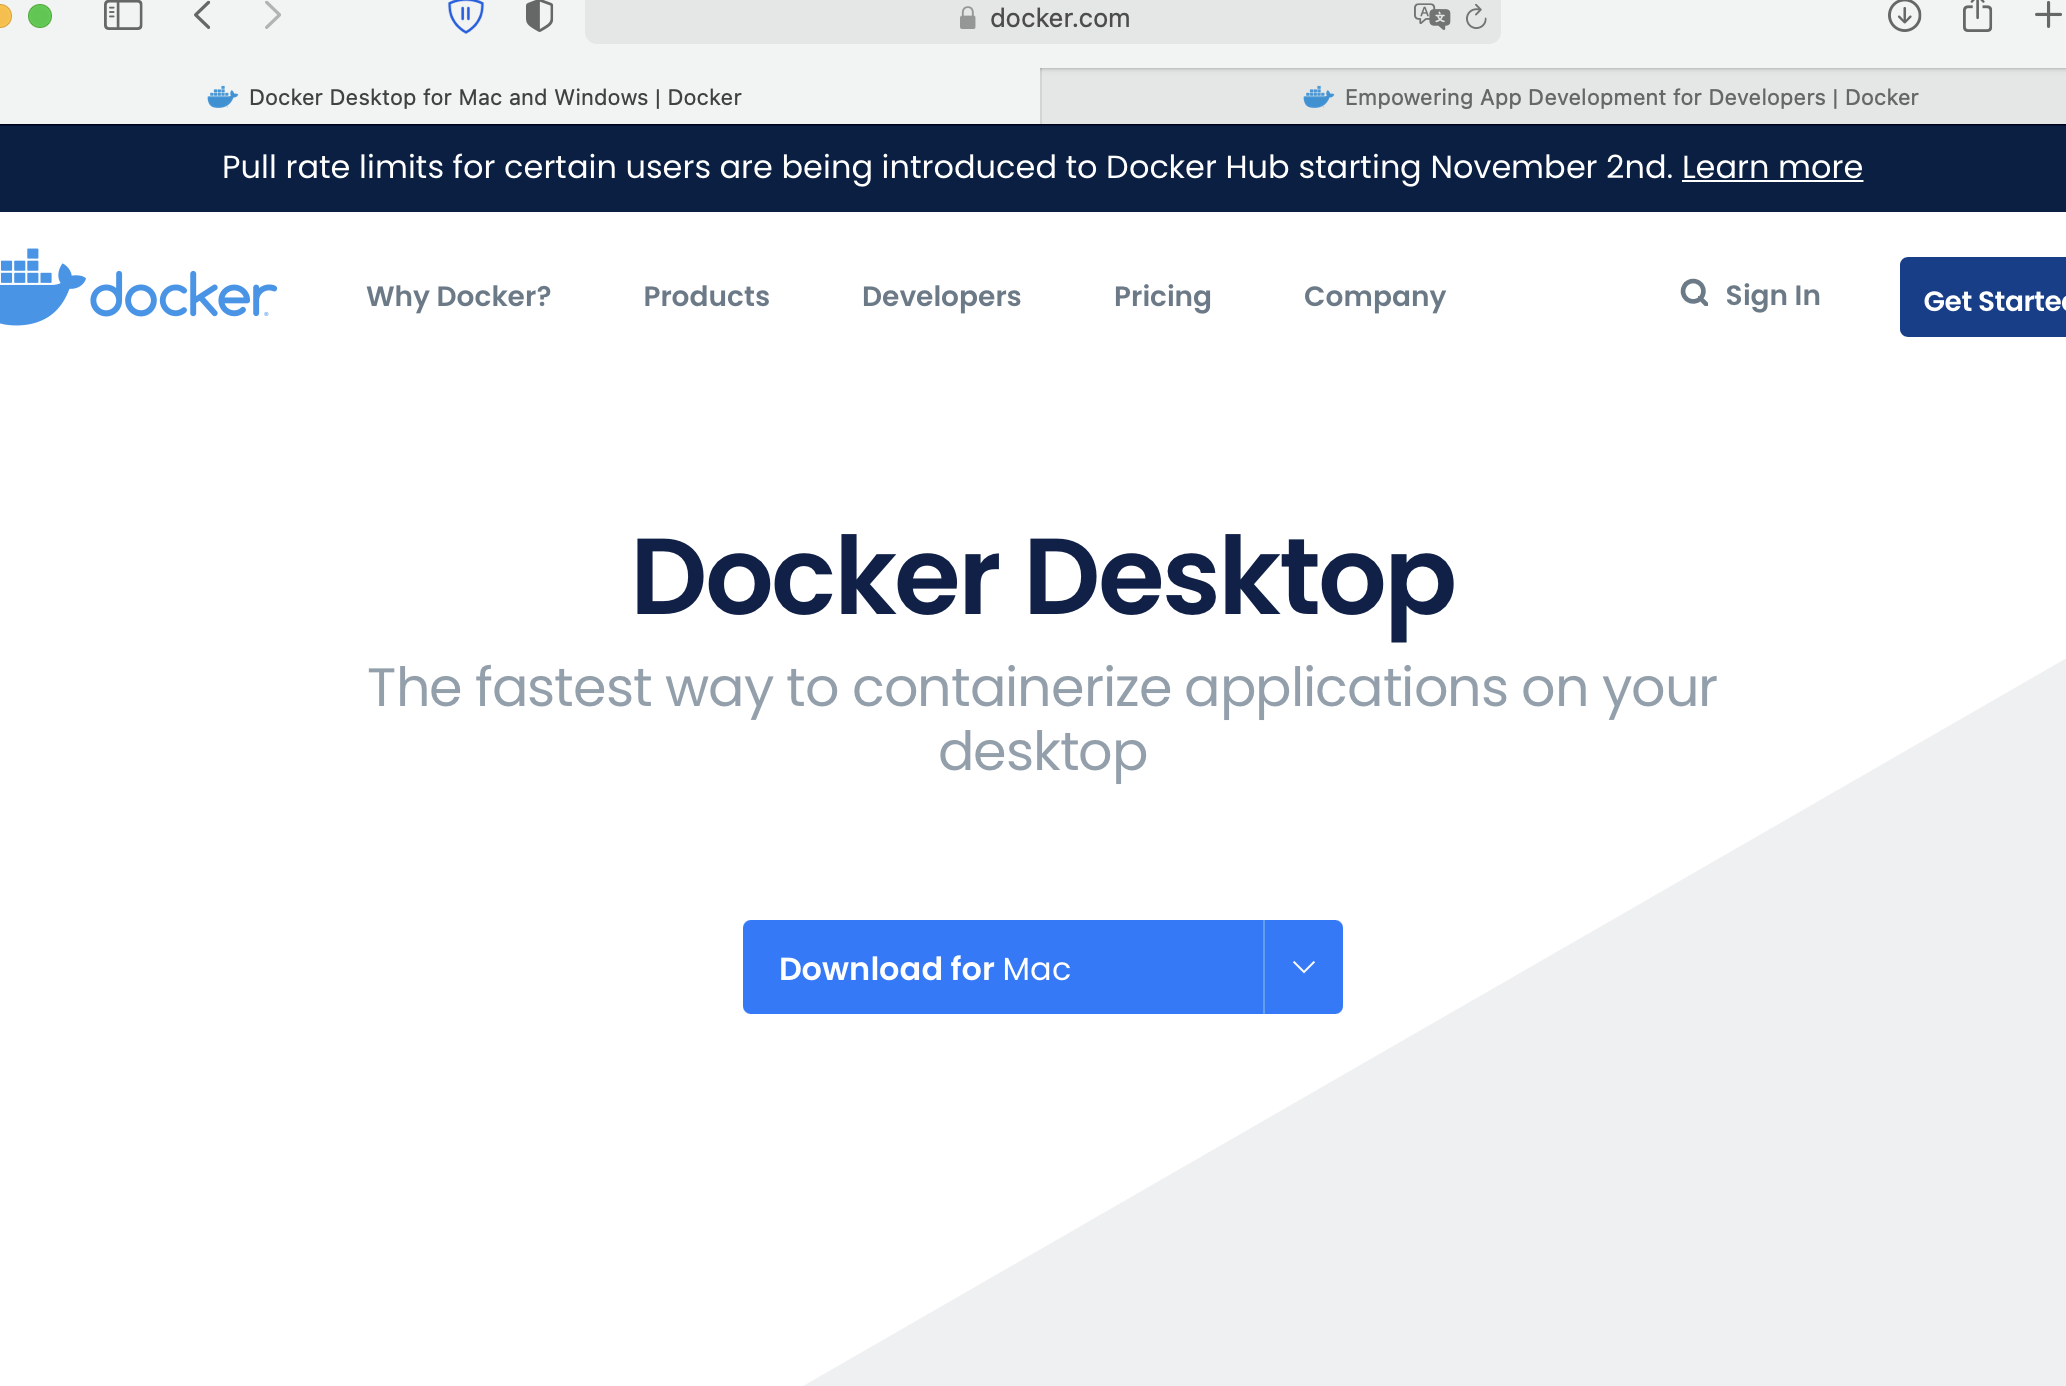 docker.com
Docker Desktop for Mac and Windows | Docker
Empowering App Development for Developers | Docker
Pull rate limits for certain users are being introduced to Docker Hub starting November 2nd. Learn more
docker
Why Docker?
Products
Developers
Pricing
Company
Sign In
Get Started
Docker Desktop
The fastest way to containerize applications on your
desktop
Download for Mac